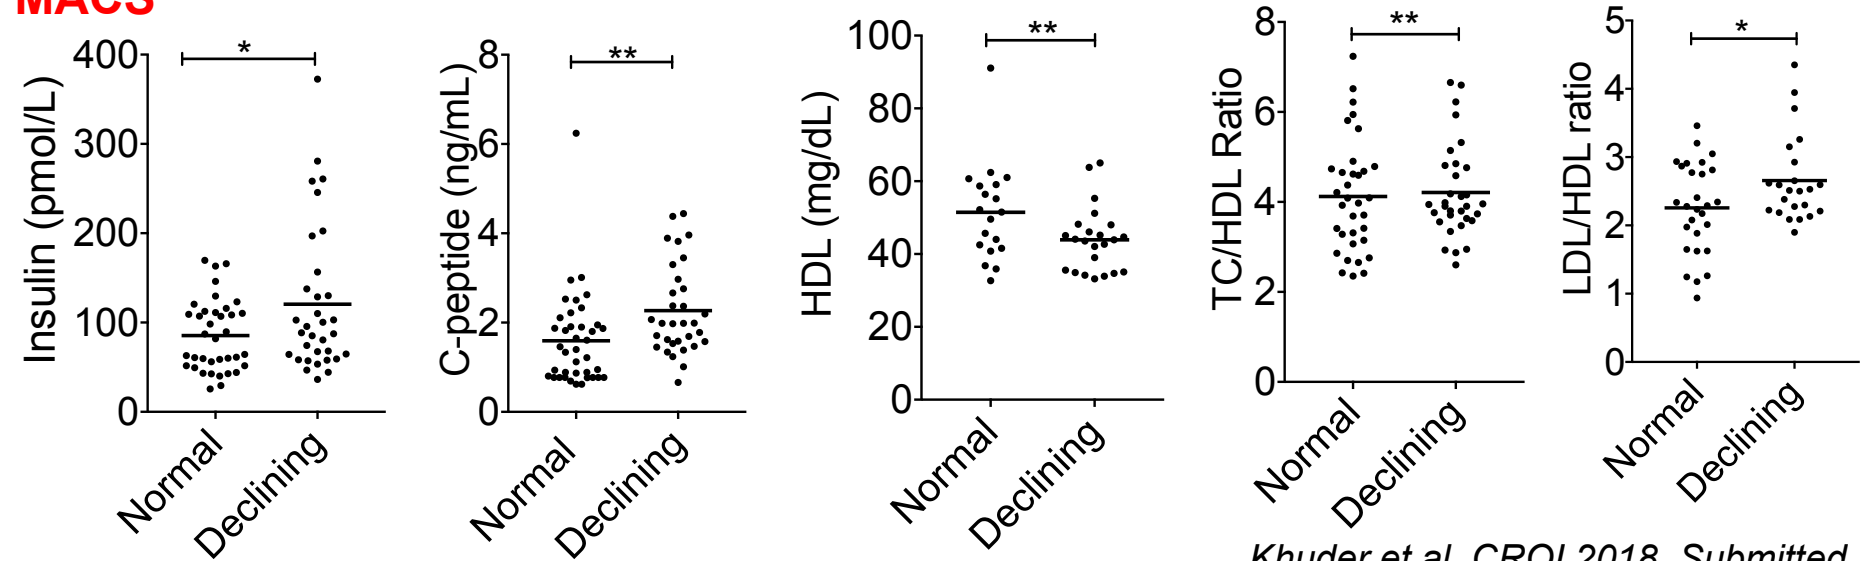 MACS
Insulin (pmol/L)
400
300
200
100
0
*
Normal
Declining
C-peptide (ng/mL)
8
6
4
2
0
**
Normal
Declining
HDL (mg/dL)
100
80
60
40
20
0
**
Normal
Declining
TC/HDL Ratio
8
6
4
2
0
**
Normal
Declining
LDL/HDL ratio
5
4
3
2
1
0
*
Normal
Declining
Khuder et al, CROI 2018, Submitted